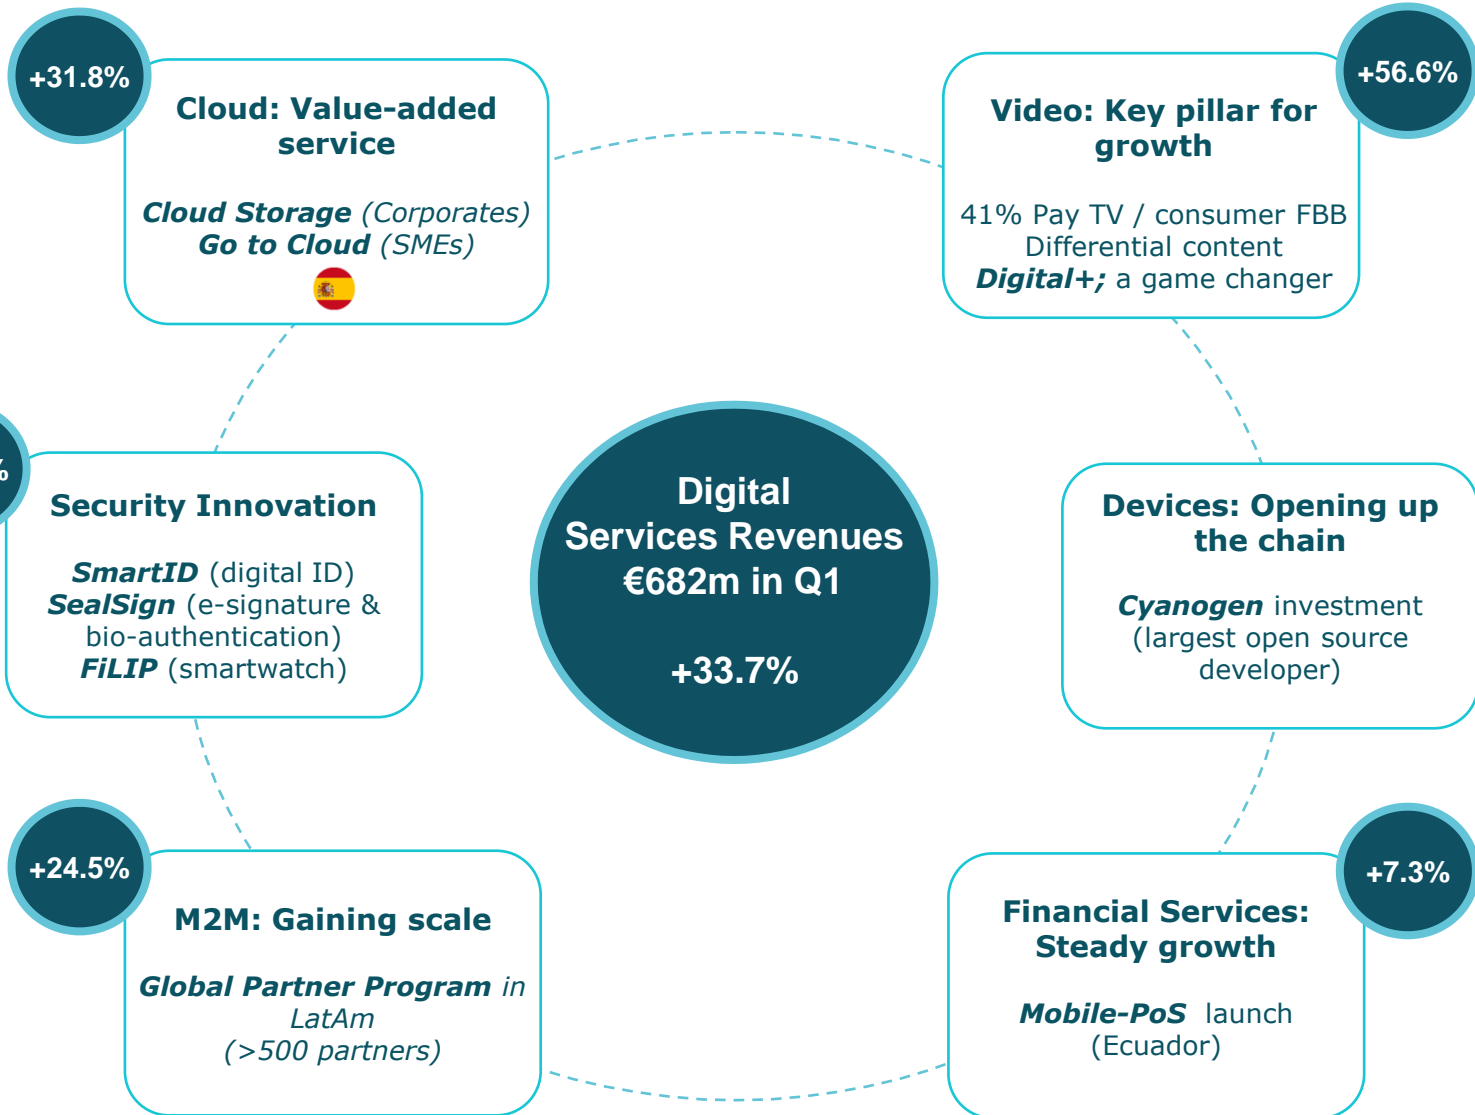 +31.8%
Cloud: Value-added
service
Cloud Storage (Corporates)
Go to Cloud (SMEs)
+56.6%
Video: Key pillar for
growth
41% Pay TV / consumer FBB
Differential content
Digital+; a game changer
%
Security Innovation
SmartID (digital ID)
SealSign (e-signature &
bio-authentication)
FiLIP (smartwatch)
Digital
Services Revenues
€682m in Q1
+33.7%
Devices: Opening up
the chain
Cyanogen investment
(largest open source
developer)
+24.5%
M2M: Gaining scale
Global Partner Program in
LatAm
(>500 partners)
+7.3%
Financial Services:
Steady growth
Mobile-PoS launch
(Ecuador)